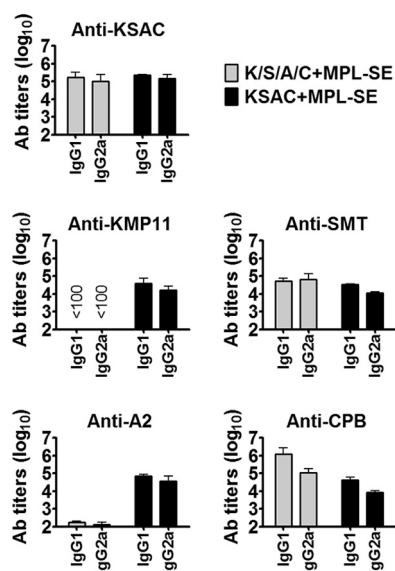 Anti-KSAC
Ab titers (log10)
7
6
5
4
3
2
IgG1
IgG2a
IgG1
IgG2a
K/S/A/C+MPL-SE
KSAC+MPL-SE
Anti-KMP11
Ab titers (log10)
7
6
5
4
3
2
<100
<100
IgG1
IgG2a
IgG1
IgG2a
Anti-SMT
Ab titers (log10)
7
6
5
4
3
2
IgG1
IgG2a
IgG1
IgG2a
Anti-A2
Ab titers (log10)
7
6
5
4
3
2
IgG1
gG2a
IgG1
gG2a
Anti-CPB
Ab titers (log10)
7
6
5
4
3
2
IgG1
gG2a
IgG1
gG2a